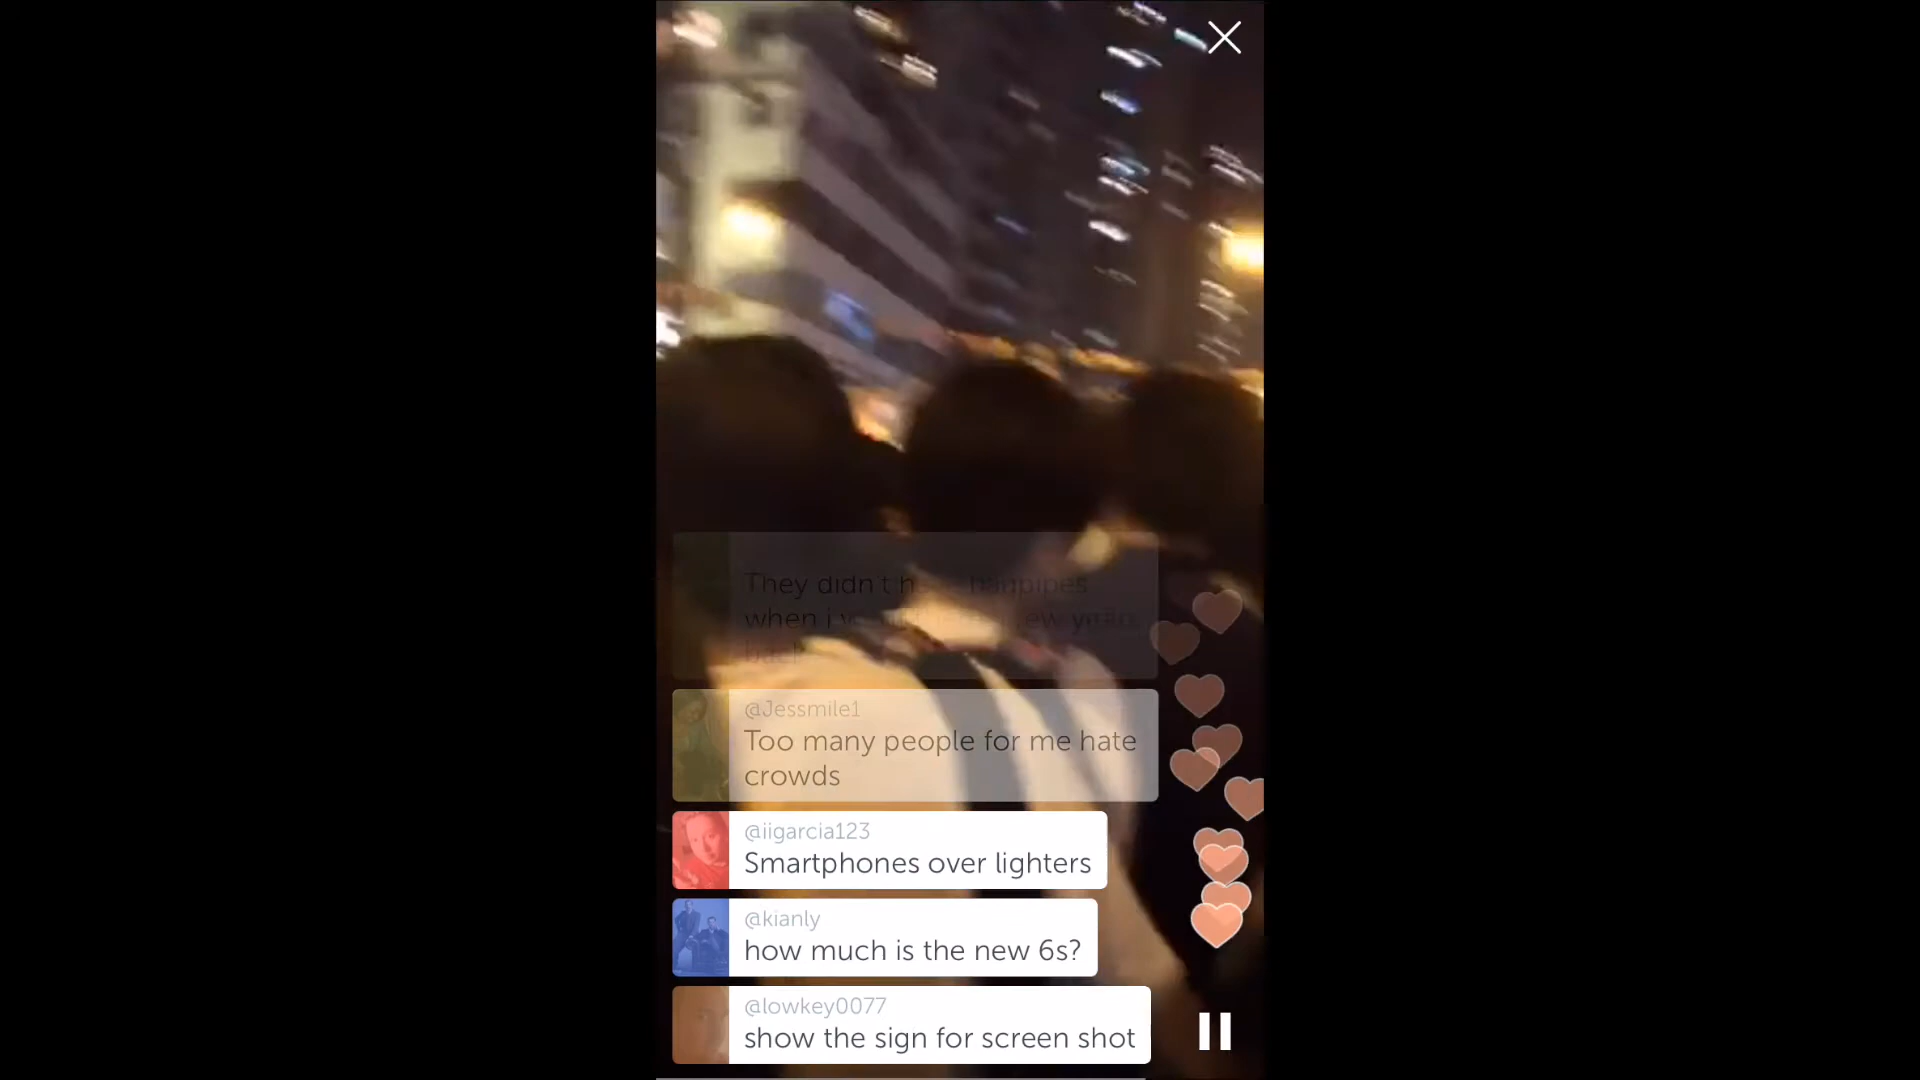 They didn't
when i
@Jessmile1
Too many people for me hate
crowds
@iigarcia123
Smartphones over lighters
@kianly
how much is the new 6s?
@lowkey0077
show the sign for screen shot